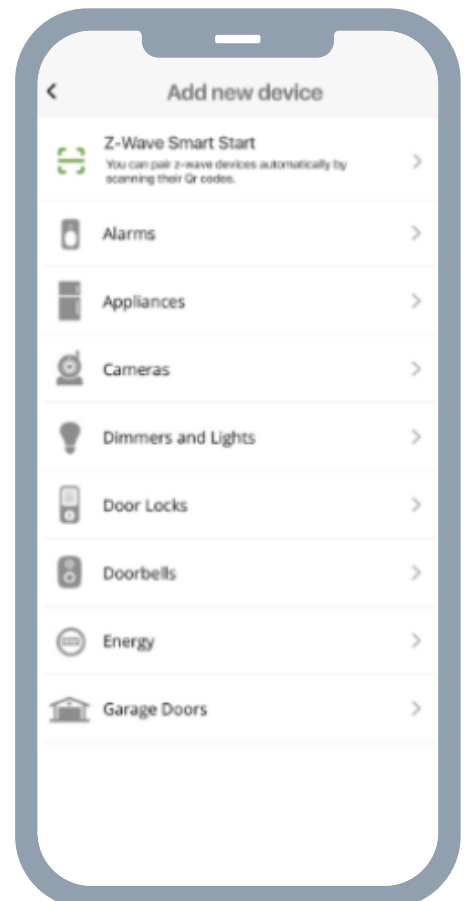 Add new device
Z-Wave Smart Start
You can pair z-wave devices automatically by
scanning their Qr codes.
Alarms
Appliances
Cameras
Dimmers and Lights
Door Locks
Doorbells
Energy
Garage Doors